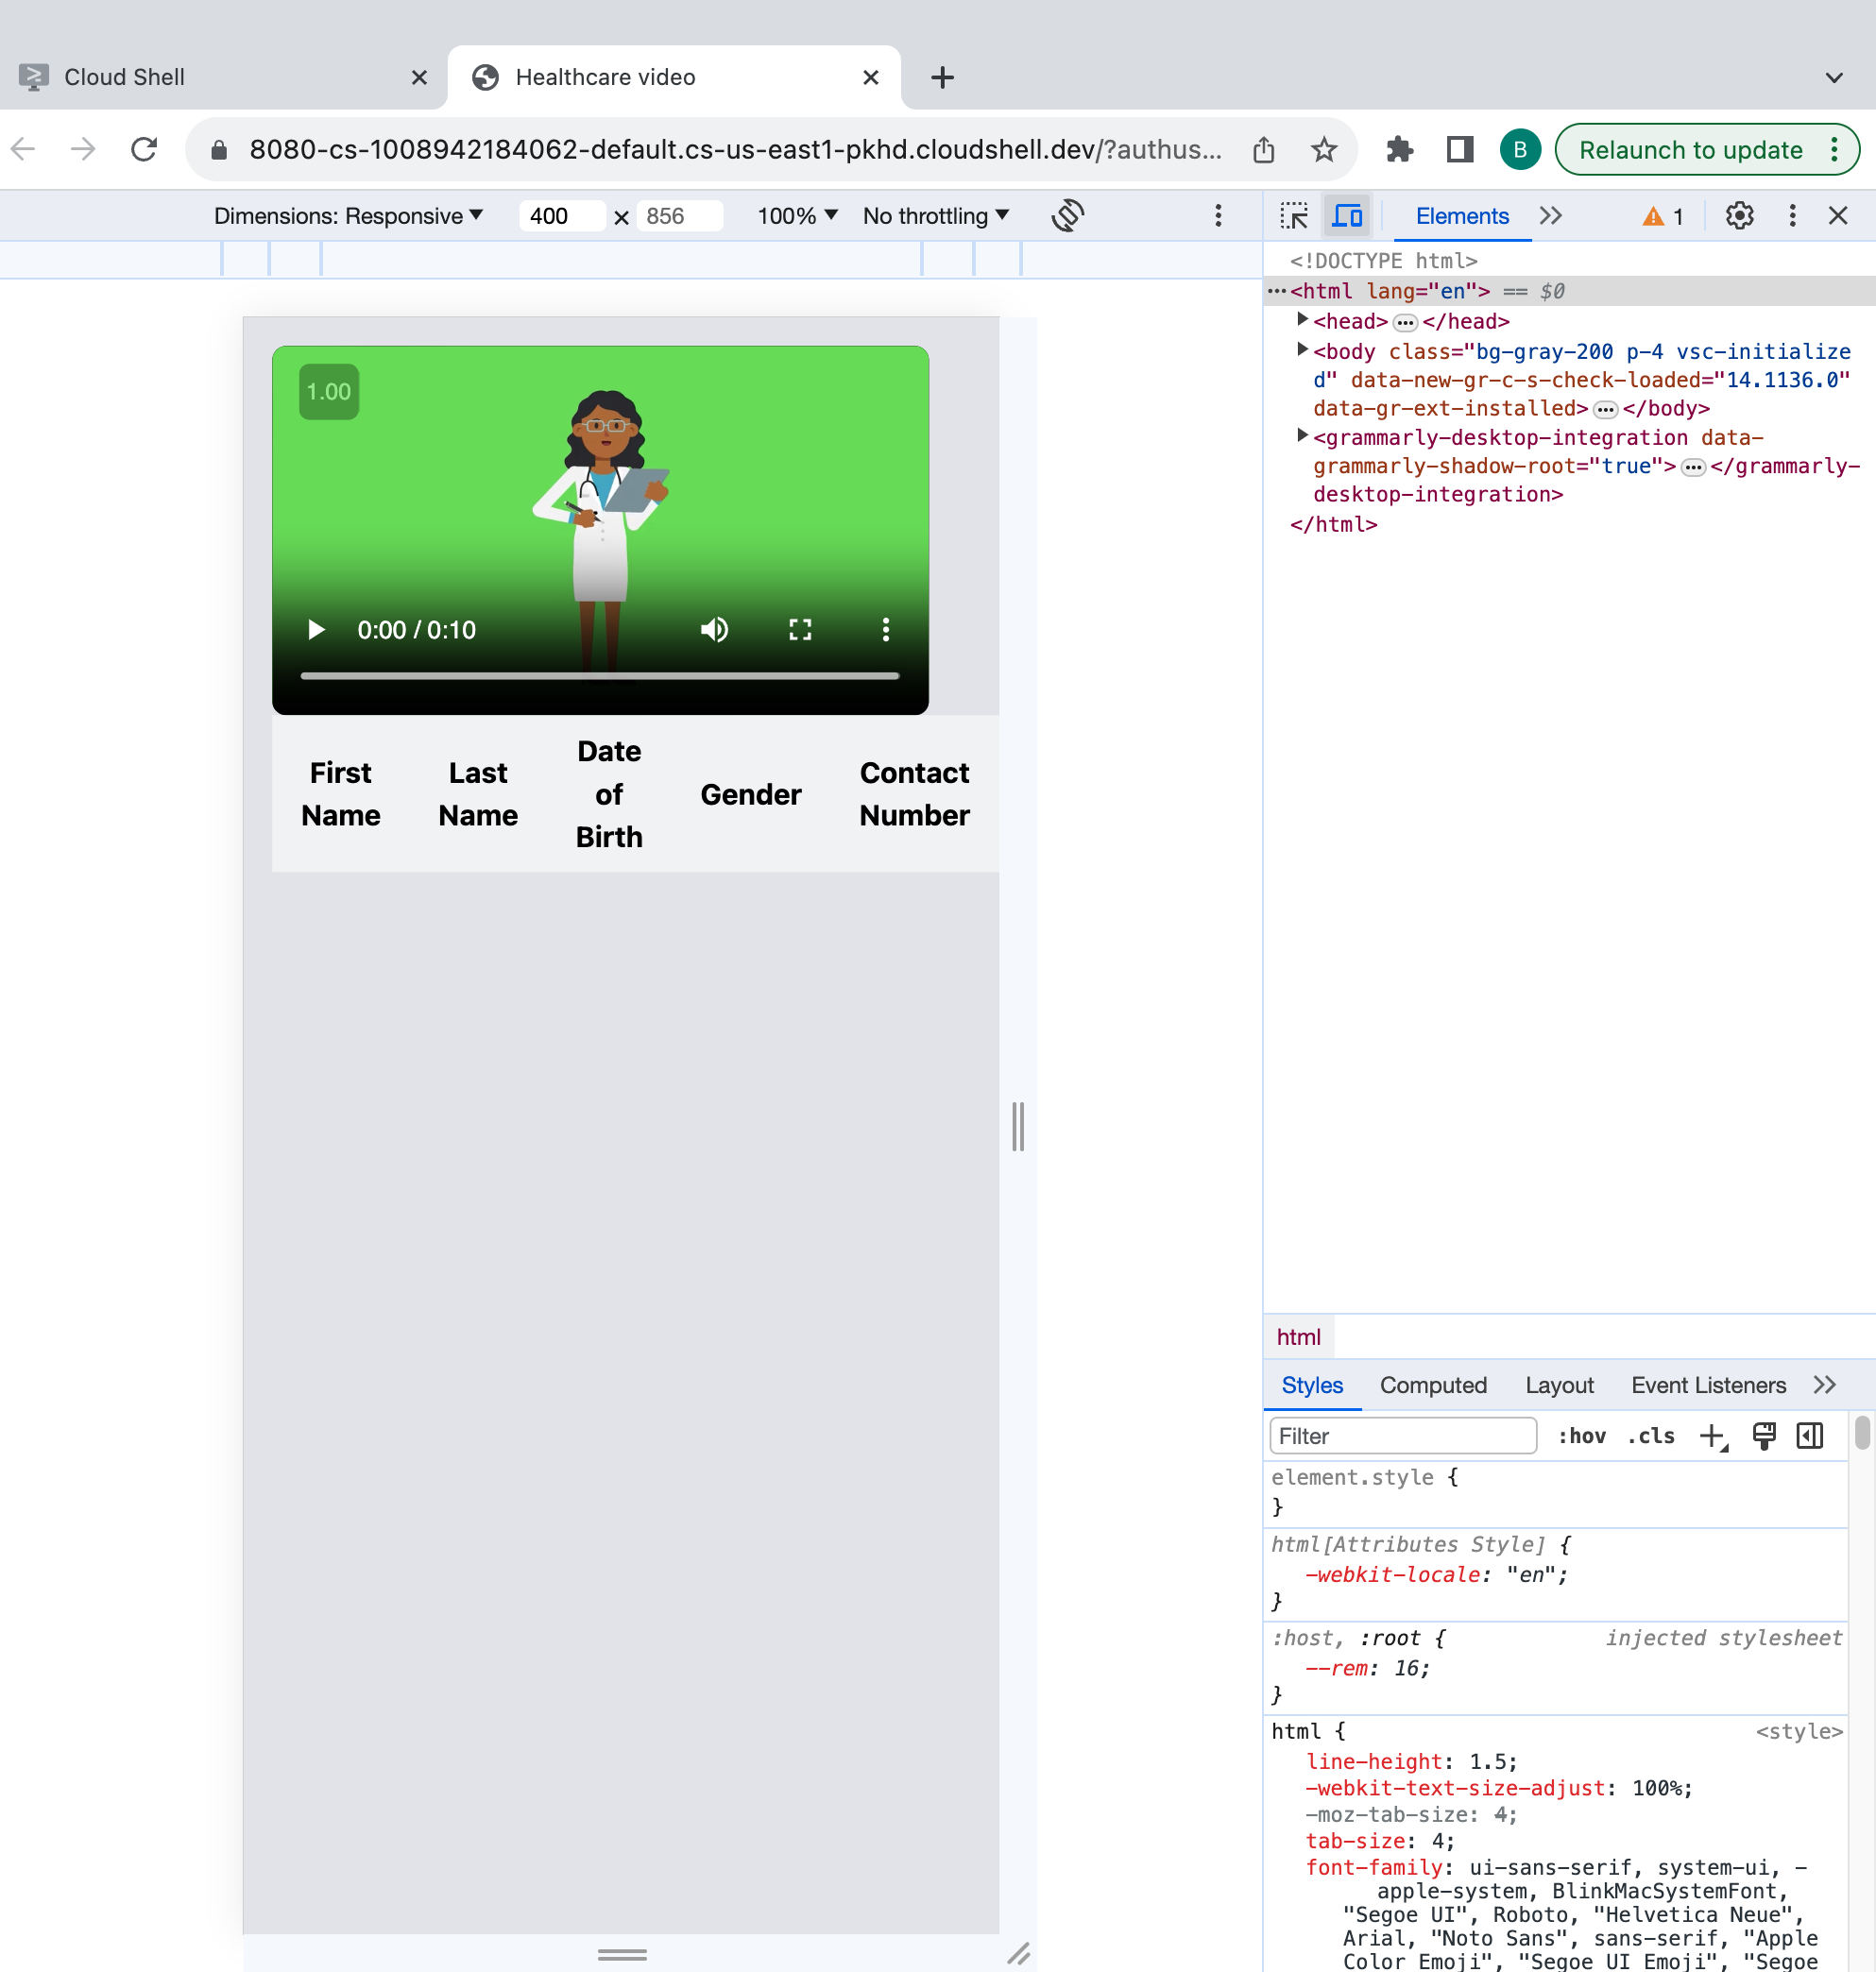 Cloud Shell
Healthcare video
8080-cs-1008942184062-default.cs-us-east1-pkhd.cloudshell.dev/?authus...
B
Relaunch to update
Dimensions: Responsive
400 × 856
100%
No throttling
Elements
1
1.00
0:00 / 0:10
First Name
Last Name
Date of Birth
Gender
Contact Number
<!DOCTYPE html>
<html lang="en"> == $0
<head> </head>
<body class="bg-gray-200 p-4 vsc-initialize
d" data-new-gr-c-s-check-loaded="14.1136.0"
data-gr-ext-installed> </body>
<grammarly-desktop-integration data-
grammarly-shadow-root="true"> </grammarly-
desktop-integration>
</html>
html
Styles Computed Layout Event Listeners
Filter
:hov .cls
element.style {
}
html[Attributes Style] {
-webkit-locale: "en";
}
:host, :root { injected stylesheet
--rem: 16;
}
html { <style>
line-height: 1.5;
-webkit-text-size-adjust: 100%;
-moz-tab-size: 4;
tab-size: 4;
font-family: ui-sans-serif, system-ui, -
apple-system, BlinkMacSystemFont,
"Segoe UI", Roboto, "Helvetica Neue",
Arial, "Noto Sans", sans-serif, "Apple
Color Emoji", "Segoe UI Emoji", "Segoe